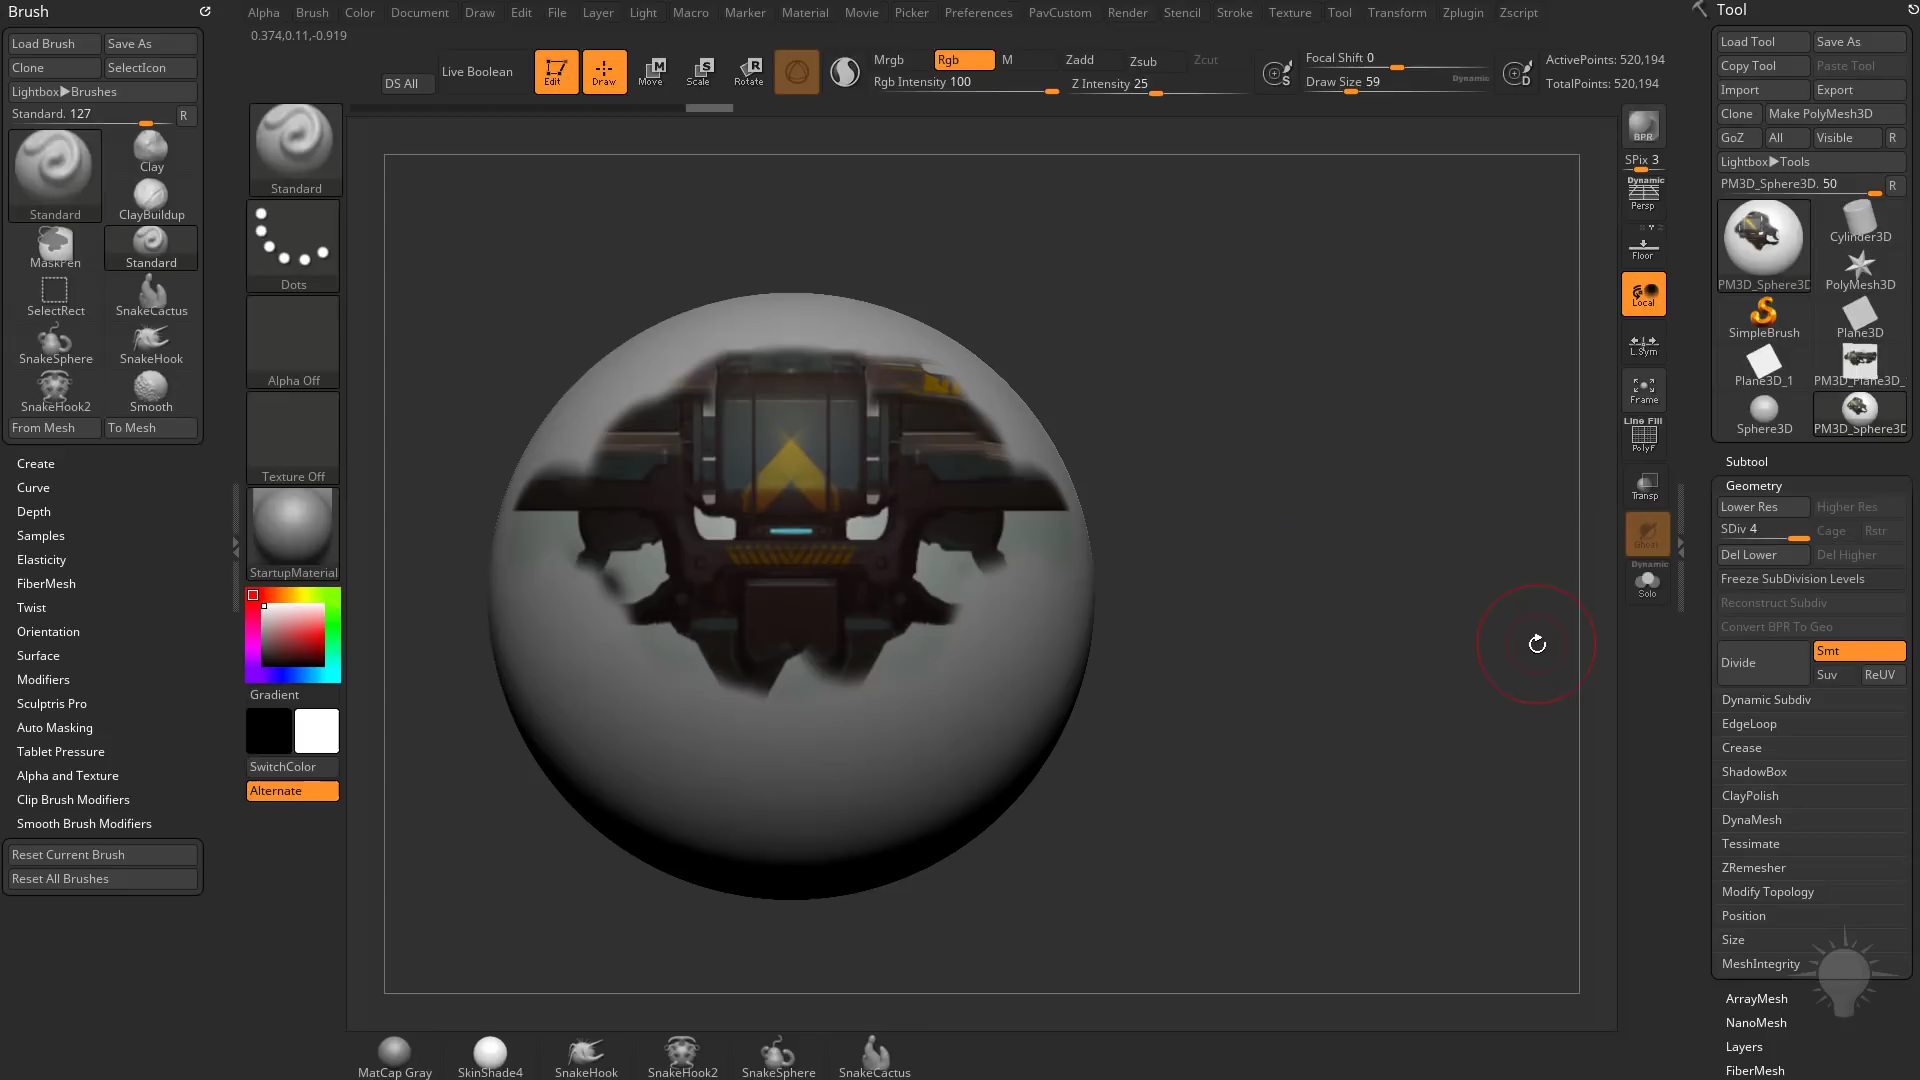 Brush
Alpha Brush Color Document Draw Edit File Layer Light Macro Marker Material Movie Picker Preferences PavCustom Render Stencil Stroke Texture Tool Transform Zplugin Zscript
Tool
0.374,0.11,-0.919
Load Brush Save As
Clone SelectIcon
Lightbox▶Brushes
Standard. 127 R
Standard
Clay
ClayBuildup
MaskPen Standard
SelectRect SnakeCactus
SnakeSphere SnakeHook
SnakeHook2 Smooth
From Mesh To Mesh
Create
Curve
Depth
Samples
Elasticity
FiberMesh
Twist
Orientation
Surface
Modifiers
Sculptris Pro
Auto Masking
Tablet Pressure
Alpha and Texture
Clip Brush Modifiers
Smooth Brush Modifiers
Reset Current Brush
Reset All Brushes
DS All
Live Boolean
Edit
Draw
Move
Scale
Rotate
Mrgb Rgb M
Rgb Intensity 100
Zadd Zsub Zcut
Z Intensity 25
S
Focal Shift 0
Draw Size 59
Dynamic
D
ActivePoints: 520,194
TotalPoints: 520,194
Standard
Dots
Alpha Off
Texture Off
StartupMaterial
Gradient
SwitchColor
Alternate
MatCap Gray SkinShade4 SnakeHook SnakeHook2 SnakeSphere SnakeCactus
BPR
SPix 3
Dynamic
Persp
Floor
Local
L.Sym
Frame
Line Fill
PolyF
Transp
Ghost
Dynamic
Solo
Load Tool Save As
Copy Tool Paste Tool
Import Export
Clone Make PolyMesh3D
GoZ All Visible R
Lightbox▶Tools
PM3D_Sphere3D. 50 R
PM3D_Sphere3D
Cylinder3D
PolyMesh3D
SimpleBrush Plane3D
Plane3D_1 PM3D_Plane3D_
Sphere3D PM3D_Sphere3D
Subtool
Geometry
Lower Res Higher Res
SDiv 4 Cage Rstr
Del Lower Del Higher
Freeze SubDivision Levels
Reconstruct Subdiv
Convert BPR To Geo
Divide Smt
Suv ReUV
Dynamic Subdiv
EdgeLoop
Crease
ShadowBox
ClayPolish
DynaMesh
Tessimate
ZRemesher
Modify Topology
Position
Size
MeshIntegrity
ArrayMesh
NanoMesh
Layers
FiberMesh